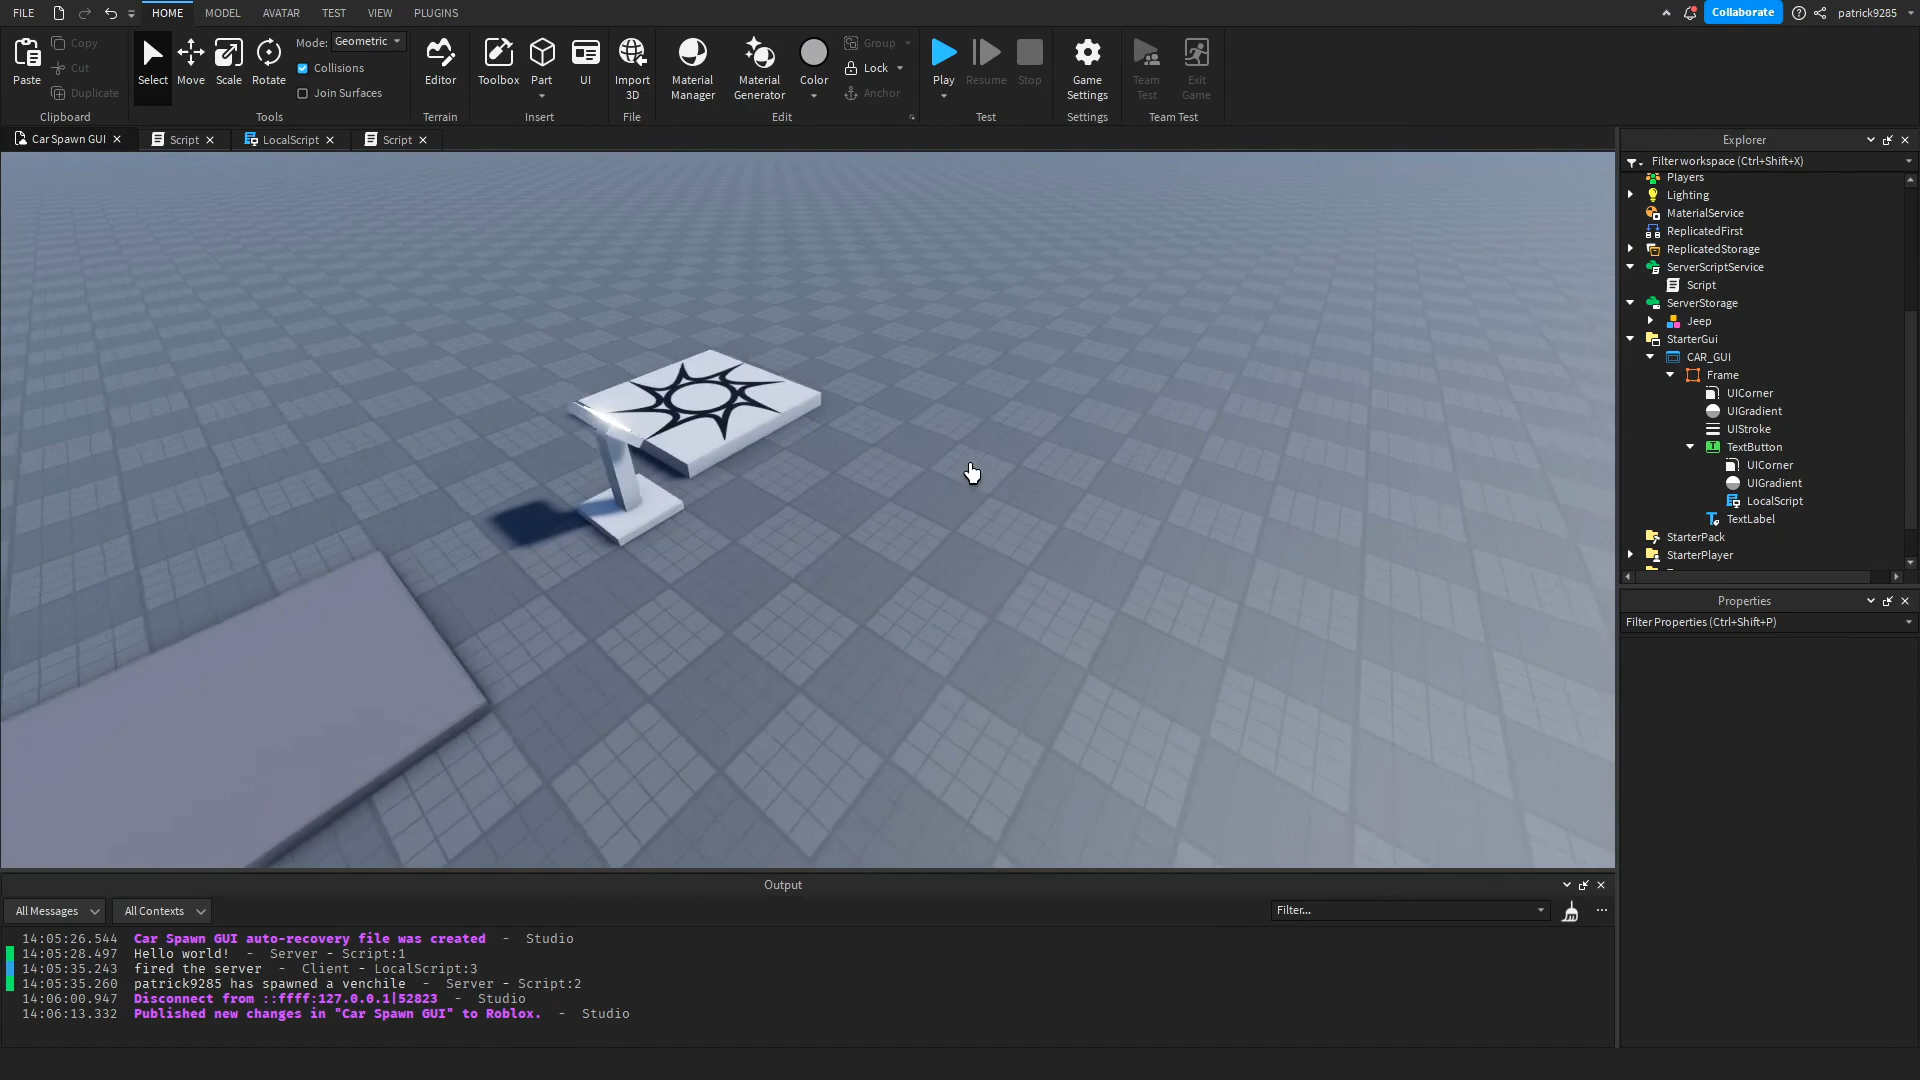 FILE
HOME
MODEL
AVATAR
TEST
VIEW
PLUGINS
Collaborate
patrick9285
Paste
Copy
Cut
Duplicate
Clipboard
Select
Move
Scale
Rotate
Mode: Geometric
Collisions
Join Surfaces
Tools
Editor
Terrain
Toolbox
Part
UI
Insert
Import
3D
File
Material
Manager
Material
Generator
Color
Group
Lock
Anchor
Edit
Play
Resume
Stop
Test
Game
Settings
Settings
Team
Test
Exit
Game
Team Test
Car Spawn GUI
Script
LocalScript
Script
Explorer
Filter workspace (Ctrl+Shift+X)
Players
Lighting
MaterialService
ReplicatedFirst
ReplicatedStorage
ServerScriptService
Script
ServerStorage
Jeep
StarterGui
CAR_GUI
Frame
UICorner
UIGradient
UIStroke
TextButton
UICorner
UIGradient
LocalScript
TextLabel
StarterPack
StarterPlayer
Properties
Filter Properties (Ctrl+Shift+P)
Output
All Messages
All Contexts
Filter...
14:05:26.544 Car Spawn GUI auto-recovery file was created - Studio
14:05:28.497 Hello world! - Server - Script:1
14:05:35.243 fired the server - Client - LocalScript:3
14:05:35.260 patrick9285 has spawned a venchile - Server - Script:2
14:06:00.947 Disconnect from ::ffff:127.0.0.1|52823 - Studio
14:06:13.332 Published new changes in "Car Spawn GUI" to Roblox. - Studio